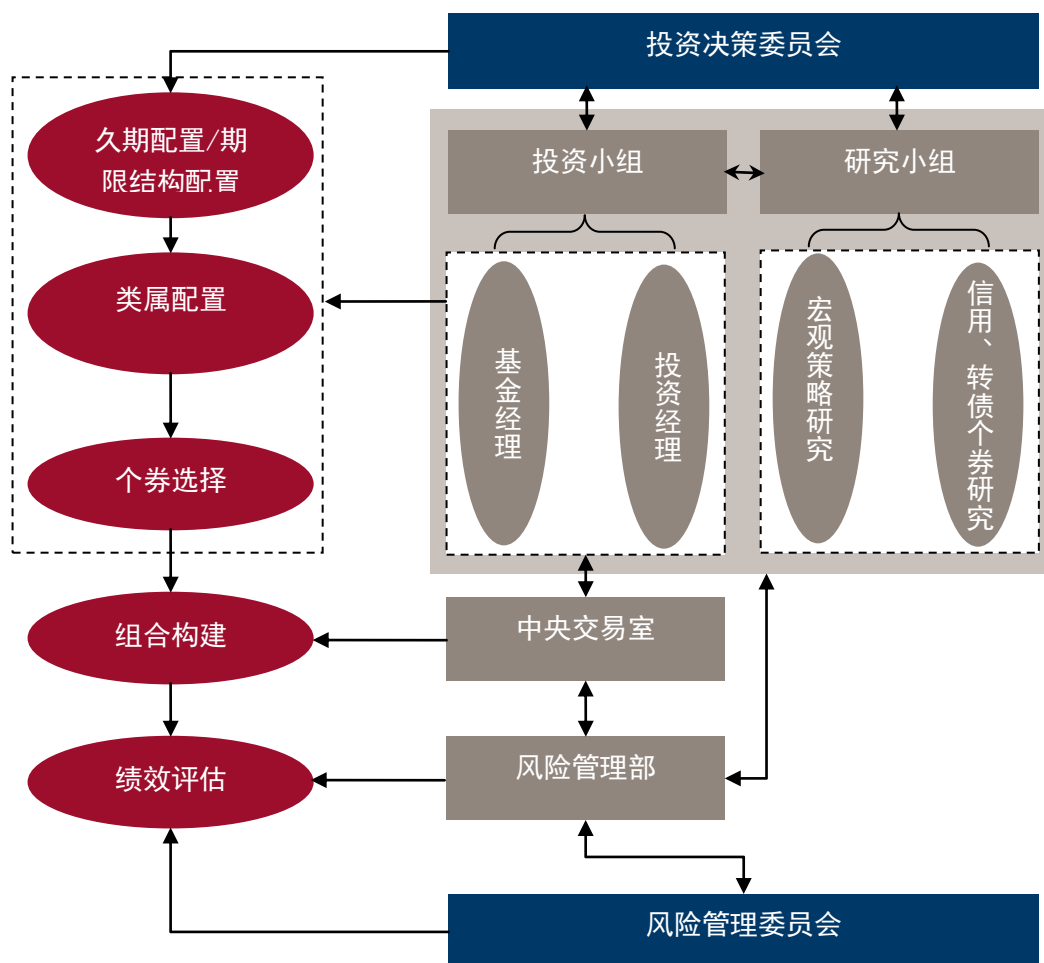 投资决策委员会
久期配置/期
限结构配置
投资小组
研究小组
类属配置
基金经理
投资经理
宏观策略研究
信用、转债个券研究
个券选择
组合构建
中央交易室
绩效评估
风险管理部
风险管理委员会